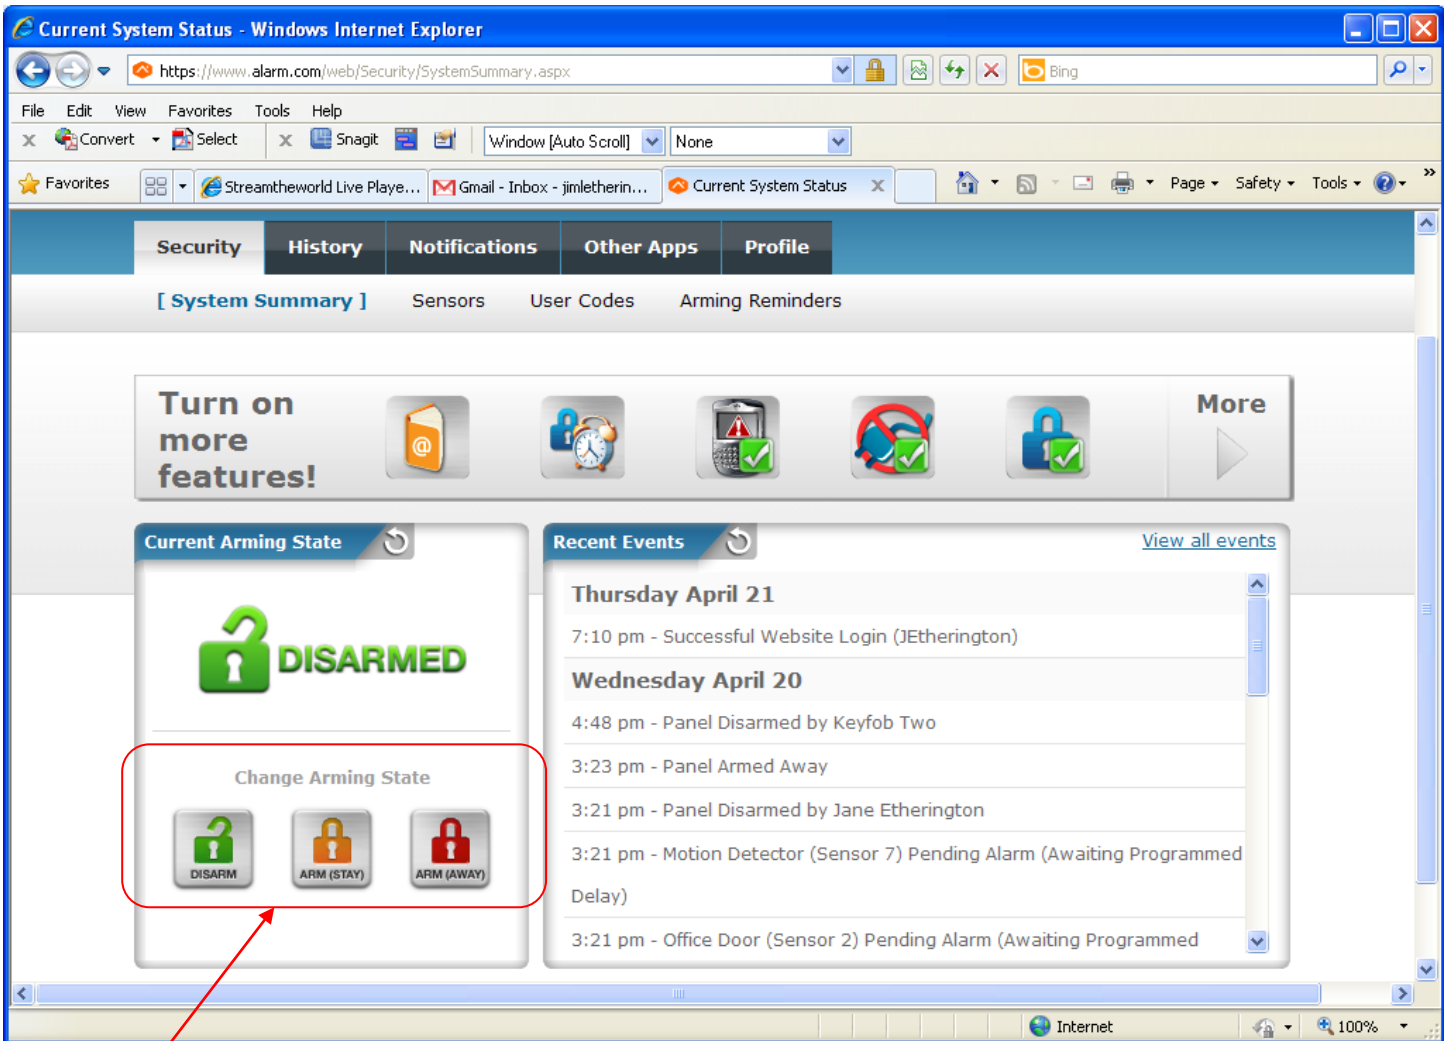 Current System Status - Windows Internet Explorer
https://www.alarm.com/web/Security/SystemSummary.aspx
Bing
File Edit View Favorites Tools Help
x Convert Select x Snagit Window [Auto Scroll] None
Favorites Streamtheworld Live Playe... Gmail - Inbox - jimletherin... Current System Status x Page Safety Tools »
Security History Notifications Other Apps Profile
[ System Summary ] Sensors User Codes Arming Reminders
Turn on
more
features!
@
More
Current Arming State
DISARMED
Change Arming State
DISARM ARM (STAY) ARM (AWAY)
Recent Events View all events
Thursday April 21
7:10 pm - Successful Website Login (JEtherington)
Wednesday April 20
4:48 pm - Panel Disarmed by Keyfob Two
3:23 pm - Panel Armed Away
3:21 pm - Panel Disarmed by Jane Etherington
3:21 pm - Motion Detector (Sensor 7) Pending Alarm (Awaiting Programmed
Delay)
3:21 pm - Office Door (Sensor 2) Pending Alarm (Awaiting Programmed
Internet 100%